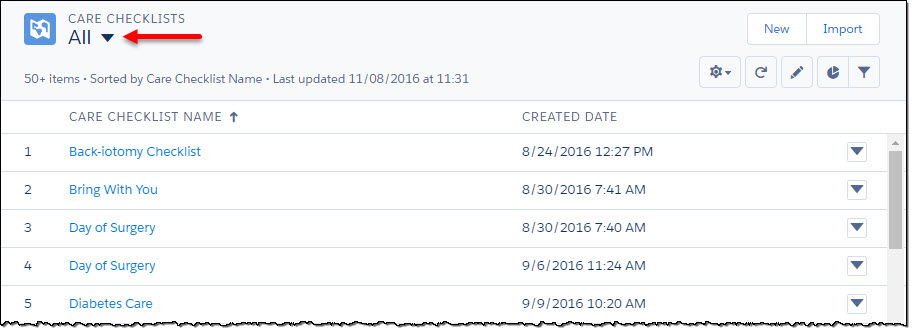 CARE CHECKLISTS
All
New Import
50+ items • Sorted by Care Checklist Name • Last updated 11/08/2016 at 11:31
CARE CHECKLIST NAME CREATED DATE
1 Back-iotomy Checklist 8/24/2016 12:27 PM
2 Bring With You 8/30/2016 7:41 AM
3 Day of Surgery 8/30/2016 7:40 AM
4 Day of Surgery 9/6/2016 11:24 AM
5 Diabetes Care 9/9/2016 10:20 AM